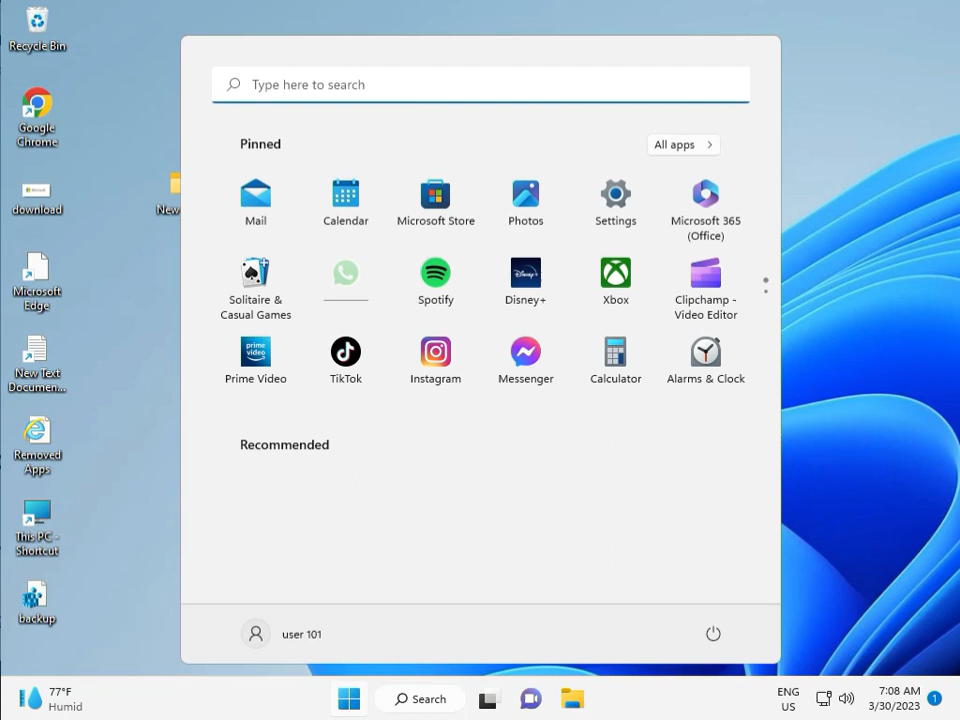 Recycle Bin
Google
Chrome
download
Microsoft
Edge
New Text
Documen...
Removed
Apps
This PC -
Shortcut
backup
New
Type here to search
Pinned
All apps
Mail
Calendar
Microsoft Store
Photos
Settings
Microsoft 365
(Office)
Solitaire &
Casual Games
Spotify
Disney+
Xbox
Clipchamp -
Video Editor
prime
video
Prime Video
TikTok
Instagram
Messenger
Calculator
Alarms & Clock
Recommended
user 101
77°F
Humid
Search
ENG
US
7:08 AM
3/30/2023
1